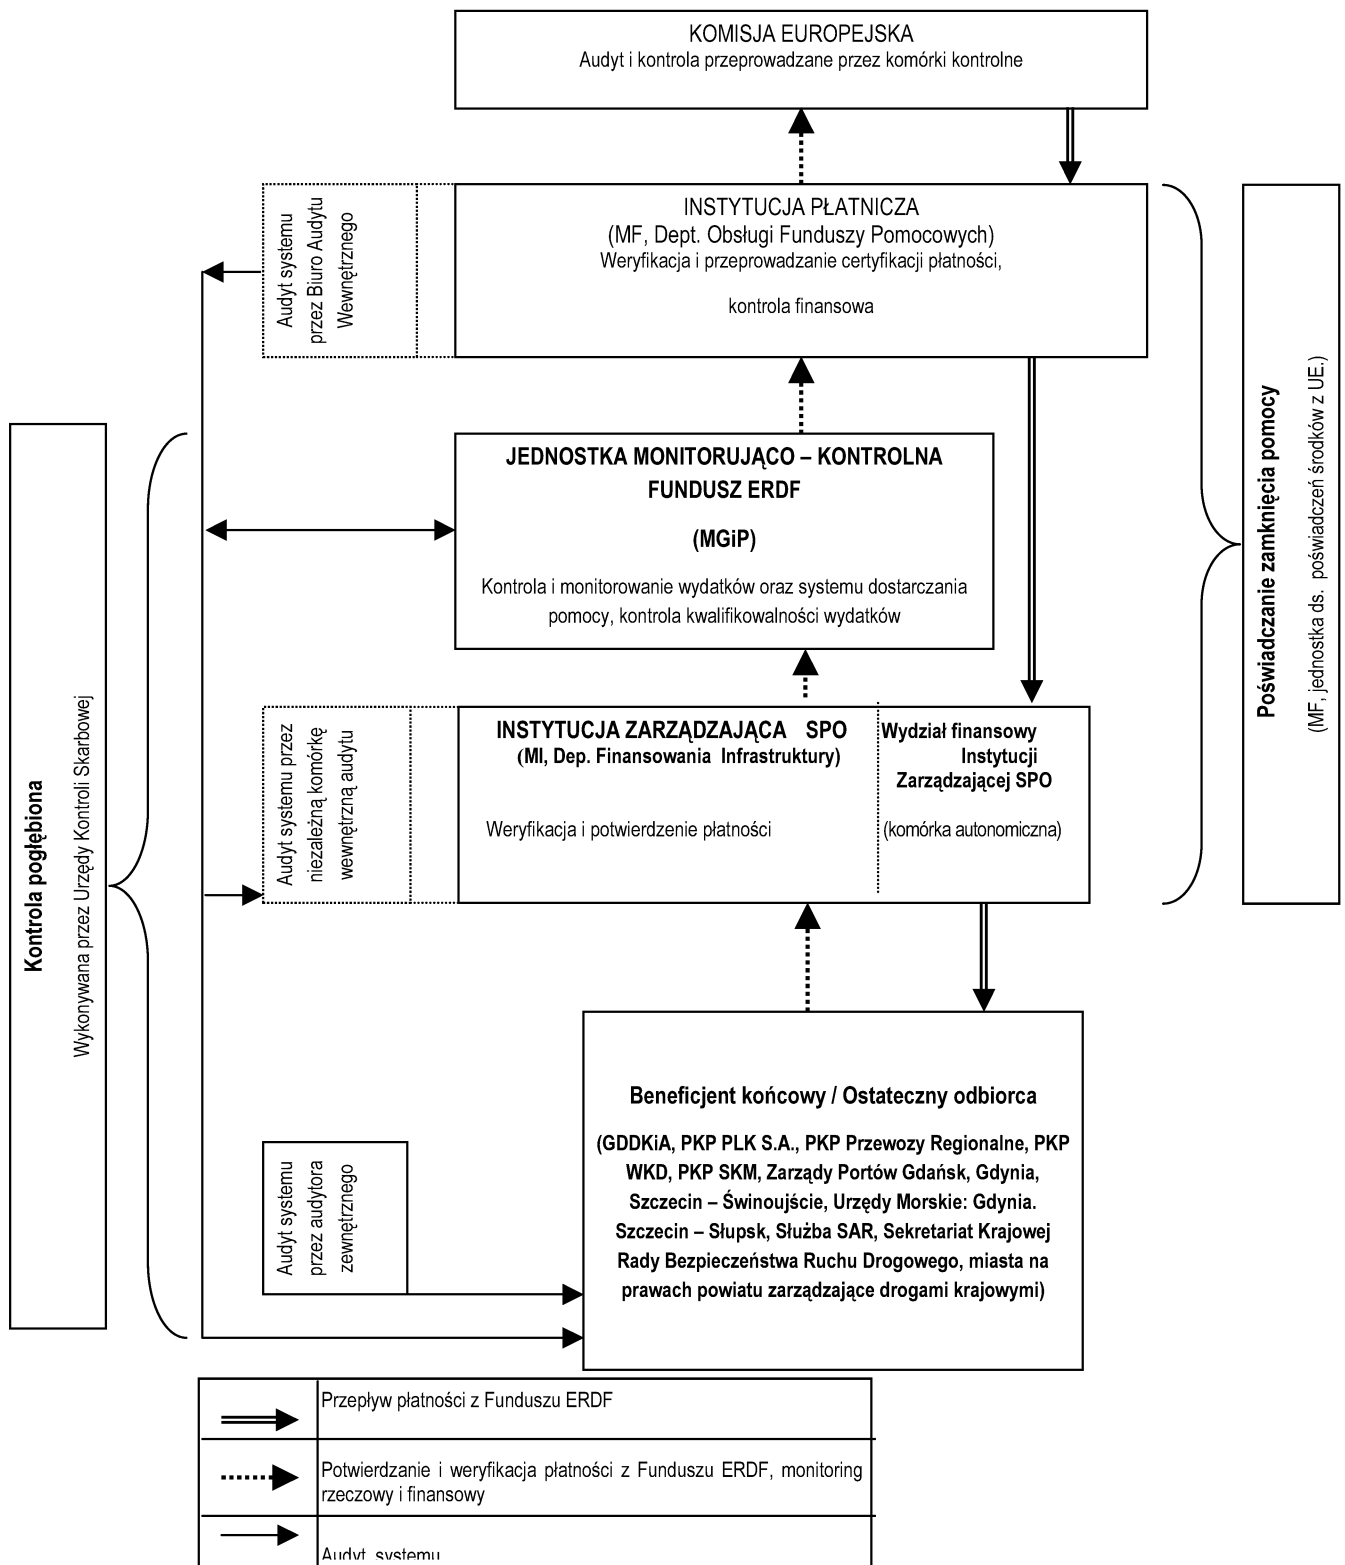 KOMISJA EUROPEJSKA
Audyt i kontrola przeprowadzane przez komórki kontrolne
Audyt systemu
przez Biuro Audytu
Wewnętrznego
INSTYTUCJA PŁATNICZA
(MF, Dept. Obsługi Funduszy Pomocowych)
Weryfikacja i przeprowadzanie certyfikacji płatności,
kontrola finansowa
Poświadczanie zamknięcia pomocy
(MF, jednostka ds. poświadczeń środków z UE.)
Kontrola pogłębiona
Wykonywana przez Urzędy Kontroli Skarbowej
JEDNOSTKA MONITORUJĄCO – KONTROLNA
FUNDUSZ ERDF
(MGiP)
Kontrola i monitorowanie wydatków oraz systemu dostarczania
pomocy, kontrola kwalifikowalności wydatków
Audyt systemu przez
niezależną komórkę
wewnętrzną audytu
INSTYTUCJA ZARZĄDZAJĄCA SPO
(MI, Dep. Finansowania Infrastruktury)
Weryfikacja i potwierdzenie płatności
Wydział finansowy
Instytucji
Zarządzającej SPO
(komórka autonomiczna)
Audyt systemu
przez audytora
zewnętrznego
Beneficjent końcowy / Ostateczny odbiorca
(GDDKiA, PKP PLK S.A., PKP Przewozy Regionalne, PKP
WKD, PKP SKM, Zarządy Portów Gdańsk, Gdynia,
Szczecin – Świnoujście, Urzędy Morskie: Gdynia.
Szczecin – Słupsk, Służba SAR, Sekretariat Krajowej
Rady Bezpieczeństwa Ruchu Drogowego, miasta na
prawach powiatu zarządzające drogami krajowymi)
Przepływ płatności z Funduszu ERDF
Potwierdzanie i weryfikacja płatności z Funduszu ERDF, monitoring
rzeczowy i finansowy
Audyt systemu